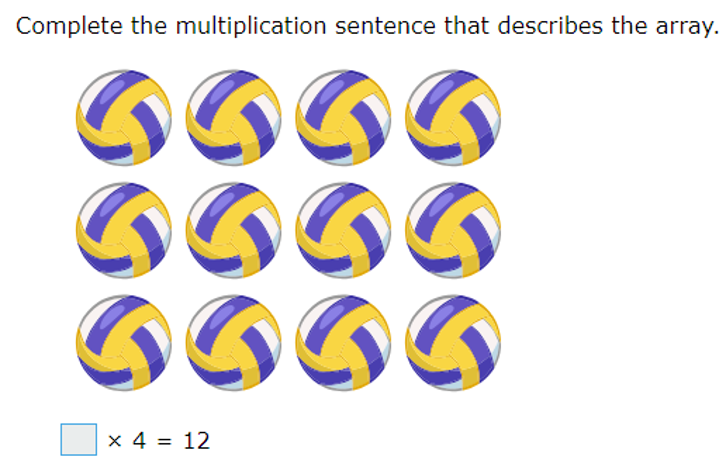 Complete the multiplication sentence that describes the array.
× 4 = 12